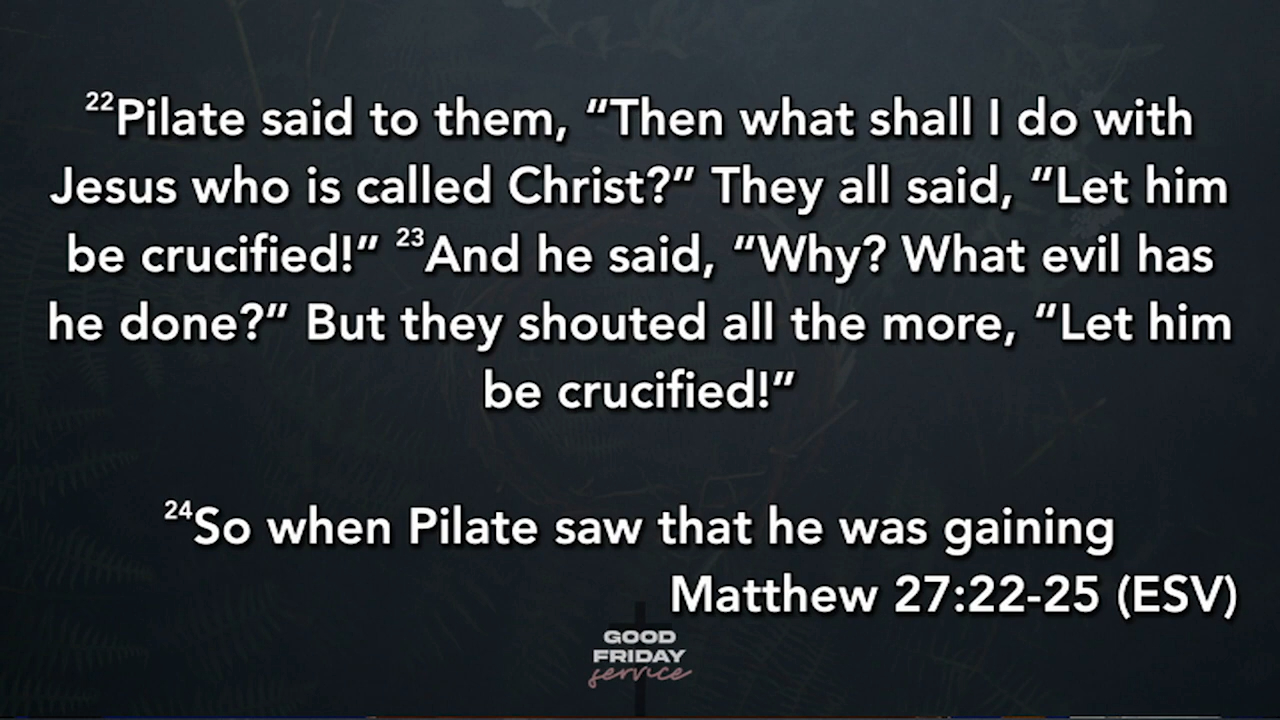 ²²Pilate said to them, “Then what shall I do with
Jesus who is called Christ?” They all said, “Let him
be crucified!” ²³And he said, “Why? What evil has
he done?” But they shouted all the more, “Let him
be crucified!”
²⁴So when Pilate saw that he was gaining
Matthew 27:22-25 (ESV)
GOOD
FRIDAY
service